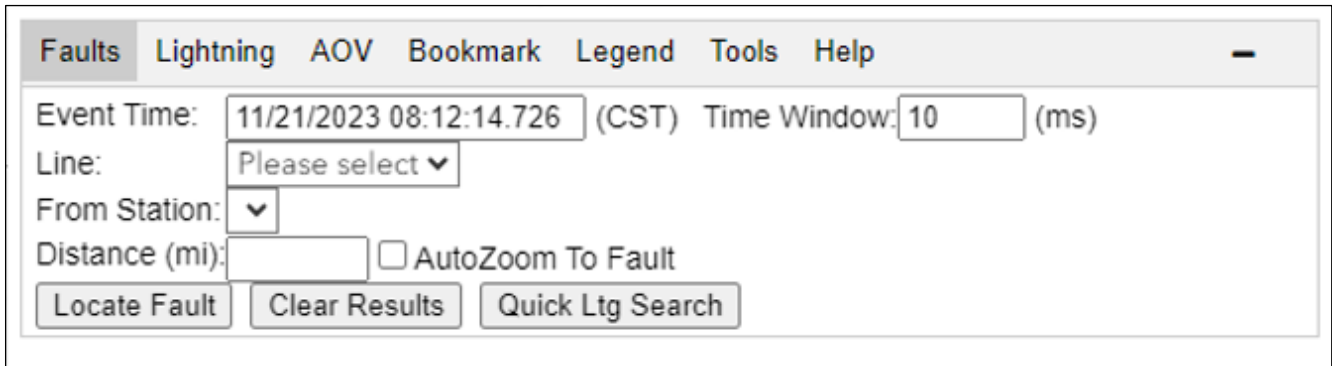 Faults Lightning AOV Bookmark Legend Tools Help
Event Time: 11/21/2023 08:12:14.726 (CST) Time Window: 10 (ms)
Line: Please select
From Station:
Distance (mi): AutoZoom To Fault
Locate Fault Clear Results Quick Ltg Search